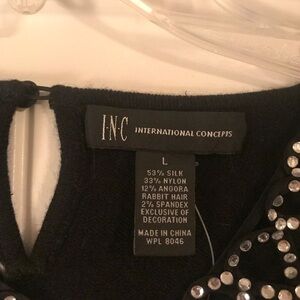 I·N·C INTERNATIONAL CONCEPTS
L
53% SILK
33% NYLON
12% ANGORA
RABBIT HAIR
2% SPANDEX
EXCLUSIVE OF
DECORATION
MADE IN CHINA
WPL 8046